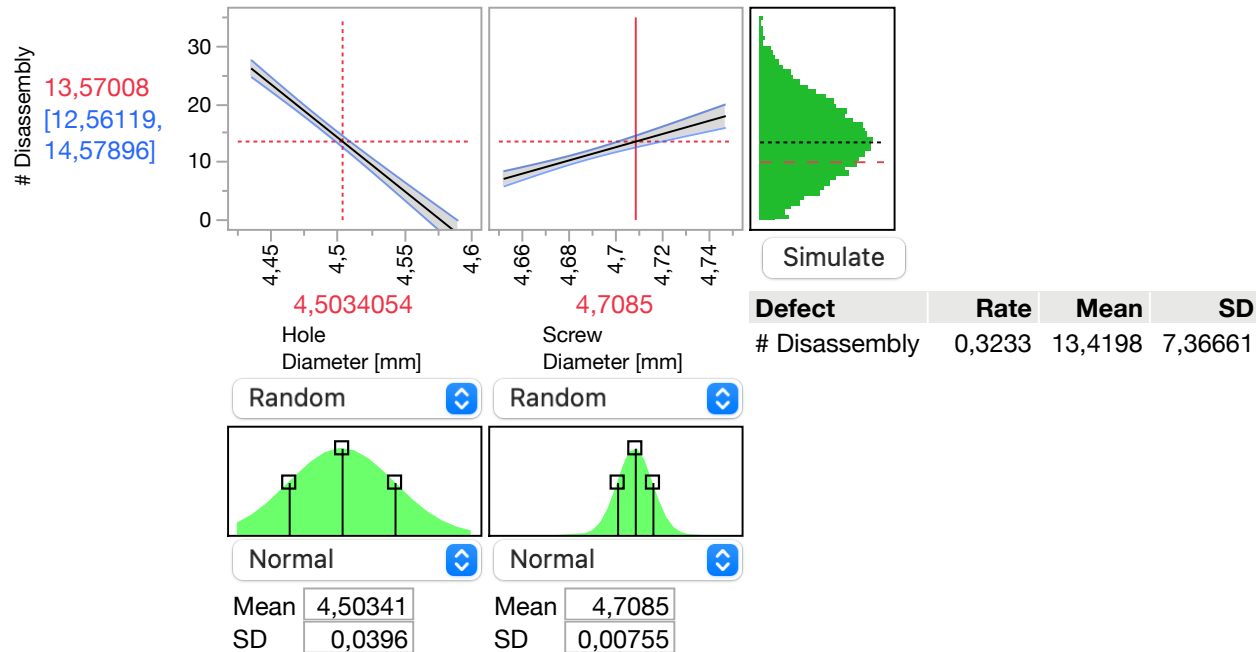 # Disassembly
13,57008
[12,56119,
14,57896]
30
20
10
0
4,45
4,5
4,55
4,6
4,66
4,68
4,7
4,72
4,74
4,5034054
Hole
Diameter [mm]
4,7085
Screw
Diameter [mm]
Simulate
Defect Rate Mean SD
# Disassembly 0,3233 13,4198 7,36661
Random
Random
Normal
Normal
Mean 4,50341
SD 0,0396
Mean 4,7085
SD 0,00755